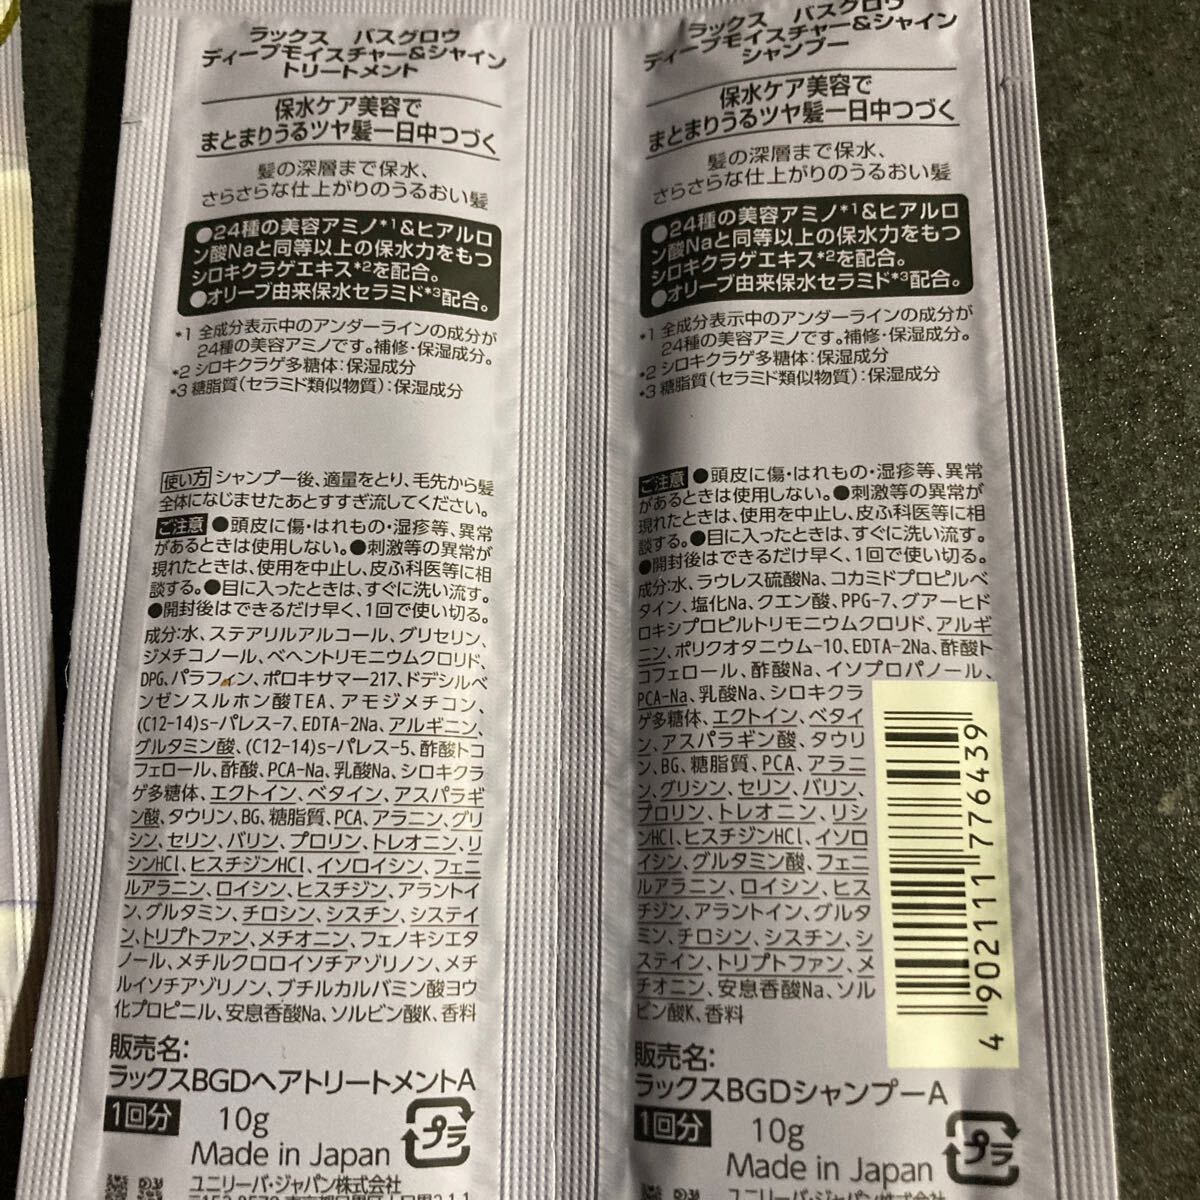 ラックス バスグロウ
ディープモイスチャー&シャイン
トリートメント
保水ケア美容で
まとまりうるツヤ髪一日中つづく
髪の深層まで保水、
さらさらな仕上がりのうるおい髪
●24種の美容アミノ*1&ヒアルロ
ン酸Naと同等以上の保水力をもつ
シロキクラゲエキス*2を配合。
●オリーブ由来保水セラミド*3配合。
*1 全成分表示中のアンダーラインの成分が
24種の美容アミノです。補修・保湿成分。
*2 シロキクラゲ多糖体:保湿成分
*3 糖脂質(セラミド類似物質):保湿成分
使い方 シャンプー後、適量をとり、毛先から髪
全体になじませたあとすすぎ流してください。
ご注意 ●頭皮に傷・はれもの・湿疹等、異常
があるときは使用しない。●刺激等の異常が
現れたときは、使用を中止し、皮ふ科医等に相
談する。●目に入ったときは、すぐに洗い流す。
●開封後はできるだけ早く、1回で使い切る。
成分:水、ステアリルアルコール、グリセリン、
ジメチコノール、ベヘントリモニウムクロリド、
DPG、パラフィン、ポロキサマー217、ドデシルベ
ンゼンスルホン酸TEA、アモジメチコン、
(C12-14)s-パレス-7、EDTA-2Na、アルギニン、
グルタミン酸、(C12-14)s-パレス-5、酢酸トコ
フェロール、酢酸、PCA-Na、乳酸Na、シロキクラ
ゲ多糖体、エクトイン、ベタイン、アスパラギ
ン酸、タウリン、BG、糖脂質、PCA、アラニン、グリ
シン、セリン、バリン、プロリン、トレオニン、リ
シンHCl、ヒスチジンHCl、イソロイシン、フェニ
ルアラニン、ロイシン、ヒスチジン、アラントイ
ン、グルタミン、チロシン、シスチン、システイ
ン、トリプトファン、メチオニン、フェノキシエタ
ノール、メチルクロロイソチアゾリノン、メチ
ルイソチアゾリノン、ブチルカルバミン酸ヨウ
化プロピニル、安息香酸Na、ソルビン酸K、香料
販売名:
ラックスBGDヘアトリートメントA
1回分 10g
Made in Japan
プラ
ユニリーバ・ジャパン株式会社
ラックス バスグロウ
ディープモイスチャー&シャイン
シャンプー
保水ケア美容で
まとまりうるツヤ髪一日中つづく
髪の深層まで保水、
さらさらな仕上がりのうるおい髪
●24種の美容アミノ*1&ヒアルロ
ン酸Naと同等以上の保水力をもつ
シロキクラゲエキス*2を配合。
●オリーブ由来保水セラミド*3配合。
*1 全成分表示中のアンダーラインの成分が
24種の美容アミノです。補修・保湿成分。
*2 シロキクラゲ多糖体:保湿成分
*3 糖脂質(セラミド類似物質):保湿成分
ご注意 ●頭皮に傷・はれもの・湿疹等、異常
があるときは使用しない。●刺激等の異常が
現れたときは、使用を中止し、皮ふ科医等に相
談する。●目に入ったときは、すぐに洗い流す。
●開封後はできるだけ早く、1回で使い切る。
成分:水、ラウレス硫酸Na、コカミドプロピルベ
タイン、塩化Na、クエン酸、PPG-7、グアーヒド
ロキシプロピルトリモニウムクロリド、アルギ
ニン、ポリクオタニウム-10、EDTA-2Na、酢酸ト
コフェロール、酢酸Na、イソプロパノール、
PCA-Na、乳酸Na、シロキクラ
ゲ多糖体、エクトイン、ベタイ
ン、アスパラギン酸、タウリ
ン、BG、糖脂質、PCA、アラニ
ン、グリシン、セリン、バリン、
プロリン、トレオニン、リシ
ンHCl、ヒスチジンHCl、イソロ
イシン、グルタミン酸、フェニ
ルアラニン、ロイシン、ヒス
チジン、アラントイン、グルタ
ミン、チロシン、シスチン、シ
ステイン、トリプトファン、メ
チオニン、安息香酸Na、ソル
ビン酸K、香料
4 902111 776439
販売名:
ラックスBGDシャンプーA
1回分 10g
Made in Japan
プラ
ユニリーバ・ジャパン株式会社